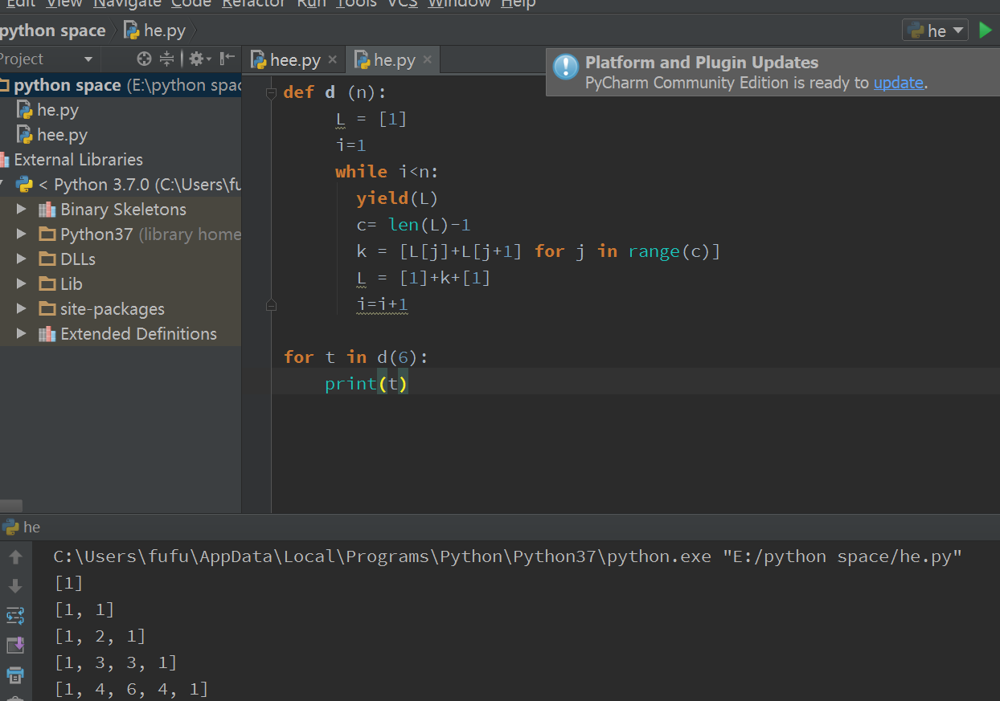 Edit View Navigate Code Refactor Run Tools VCS Window Help
python space he.py he
Project hee.py he.py
Platform and Plugin Updates
PyCharm Community Edition is ready to update.
python space (E:\python spac
he.py
hee.py
External Libraries
< Python 3.7.0 (C:\Users\fu
Binary Skeletons
Python37 (library home
DLLs
Lib
site-packages
Extended Definitions
def d (n):
L = [1]
i=1
while i<n:
yield(L)
c= len(L)-1
k = [L[j]+L[j+1] for j in range(c)]
L = [1]+k+[1]
i=i+1
for t in d(6):
print(t)
he
C:\Users\fufu\AppData\Local\Programs\Python\Python37\python.exe "E:/python space/he.py"
[1]
[1, 1]
[1, 2, 1]
[1, 3, 3, 1]
[1, 4, 6, 4, 1]